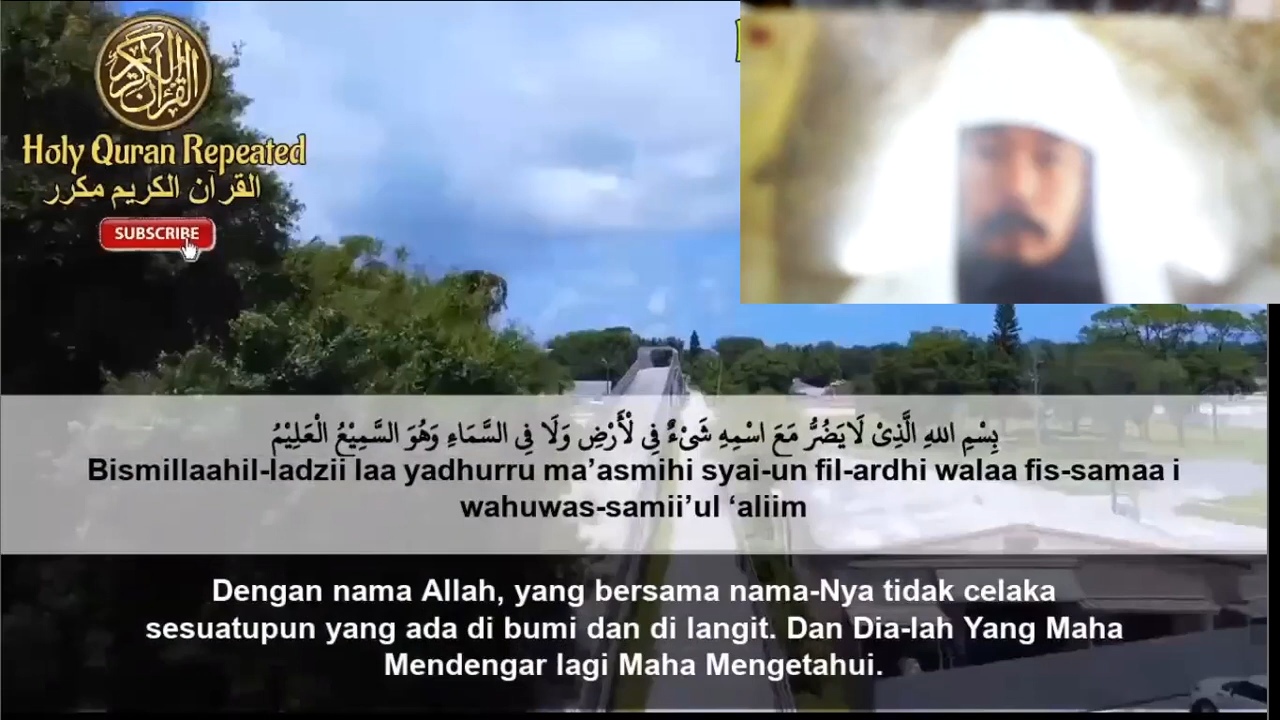 Holy Quran Repeated
القرآن الكريم مكرر
SUBSCRIBE
بِسْمِ اللهِ الَّذِىْ لَا يَضُرُّ مَعَ اسْمِهِ شَىْءٌ فِى لْأَرْضِ وَلَا فِى السَّمَاءِ وَهُوَ السَّمِيْعُ الْعَلِيْمُ
Bismillaahil-ladzii laa yadhurru ma’asmihi syai-un fil-ardhi walaa fis-samaa i
wahuwas-samii’ul ‘aliim
Dengan nama Allah, yang bersama nama-Nya tidak celaka
sesuatupun yang ada di bumi dan di langit. Dan Dia-lah Yang Maha
Mendengar lagi Maha Mengetahui.